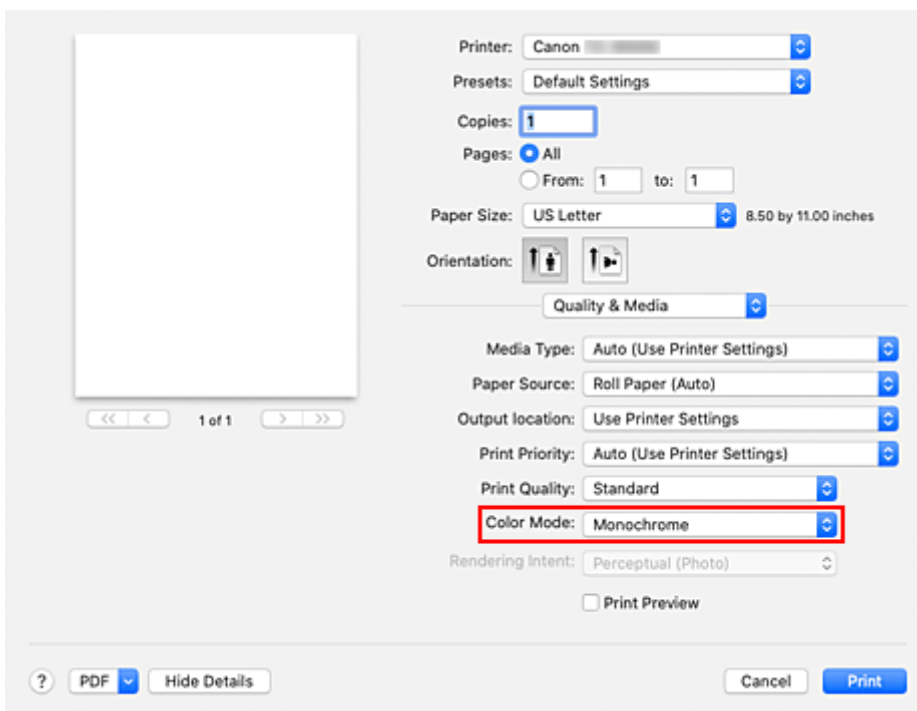 Printer: Canon
Presets: Default Settings
Copies: 1
Pages: All
From: 1 to: 1
Paper Size: US Letter 8.50 by 11.00 inches
Orientation:
Quality & Media
Media Type: Auto (Use Printer Settings)
Paper Source: Roll Paper (Auto)
<< < 1 of 1 > >> Output location: Use Printer Settings
Print Priority: Auto (Use Printer Settings)
Print Quality: Standard
Color Mode: Monochrome
Rendering Intent: Perceptual (Photo)
Print Preview
? PDF Hide Details Cancel Print